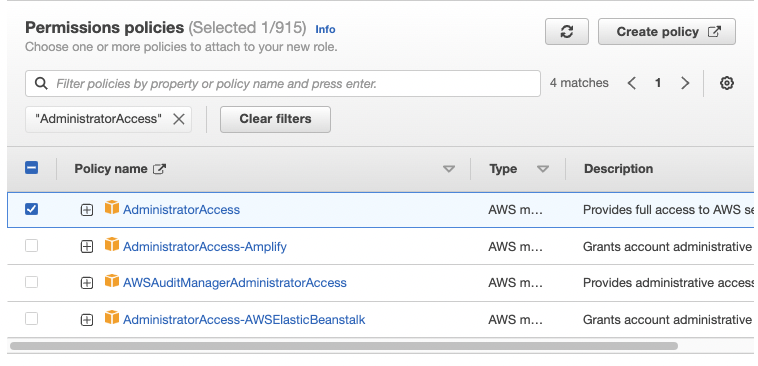 Permissions policies (Selected 1/915) Info
Choose one or more policies to attach to your new role.
Create policy
Filter policies by property or policy name and press enter.
4 matches
1
"AdministratorAccess"
Clear filters
Policy name
Type
Description
AdministratorAccess
AWS m...
Provides full access to AWS se
AdministratorAccess-Amplify
AWS m...
Grants account administrative
AWSAuditManagerAdministratorAccess
AWS m...
Provides administrative access
AdministratorAccess-AWSElasticBeanstalk
AWS m...
Grants account administrative